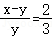 x-y/y = 2/3